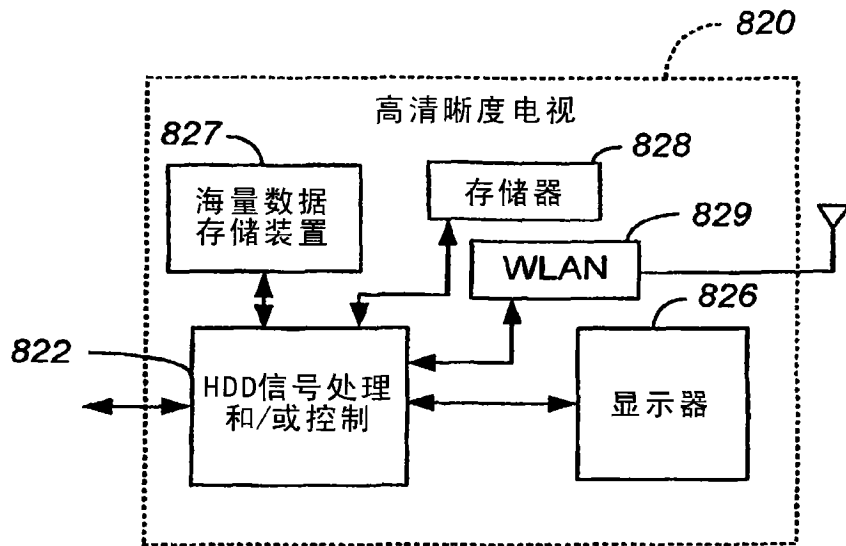 820
高清晰度电视
827
828
海量数据
存储装置
存储器
829
WLAN
826
822
HDD信号处理
和/或控制
显示器